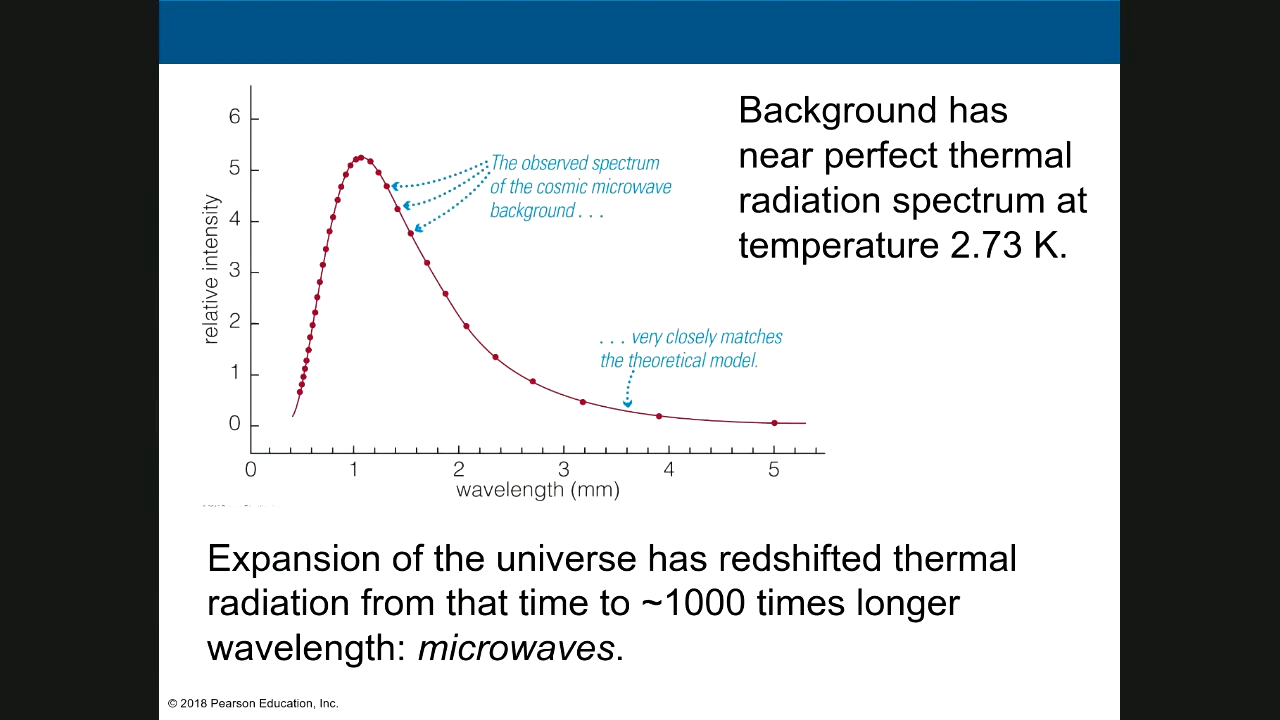 Background has
near perfect thermal
radiation spectrum at
temperature 2.73 K.
relative intensity
6
5
4
3
2
1
0
The observed spectrum
of the cosmic microwave
background . . .
. . . very closely matches
the theoretical model.
0 1 2 3 4 5
wavelength (mm)
Expansion of the universe has redshifted thermal
radiation from that time to ~1000 times longer
wavelength: microwaves.
© 2018 Pearson Education, Inc.